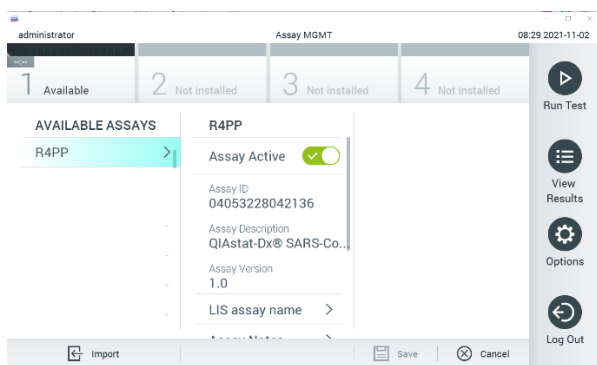 administrator Assay MGMT 08:29 2021-11-02
1 Available 2 Not installed 3 Not installed 4 Not installed
Run Test
AVAILABLE ASSAYS R4PP
R4PP Assay Active
View
Results
Assay ID
04053228042136
Assay Description
QIAstat-Dx® SARS-Co...
Options
Assay Version
1.0
LIS assay name
Import Save Cancel
Log Out